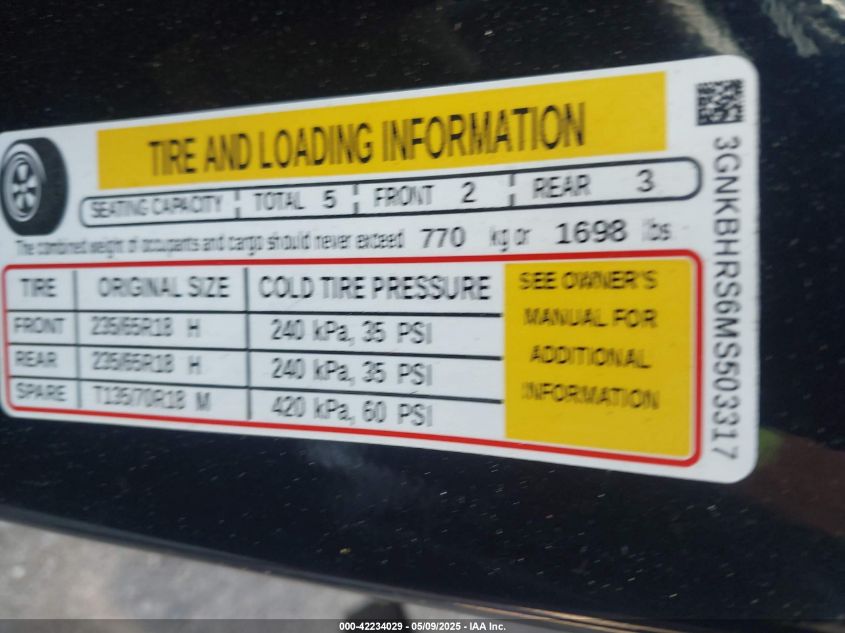 TIRE AND LOADING INFORMATION
SEATING CAPACITY TOTAL 5 FRONT 2 REAR 3
The combined weight of occupants and cargo should never exceed 770 kg or 1698 lbs
TIRE ORIGINAL SIZE COLD TIRE PRESSURE
FRONT 235/65R18 H 240 kPa, 35 PSI
REAR 235/65R18 H 240 kPa, 35 PSI
SPARE T135/70R18 M 420 kPa, 60 PSI
SEE OWNER'S
MANUAL FOR
ADDITIONAL
INFORMATION
3GNKBHRS6MS503317
000-42234029 — 05/09/2025 — IAA Inc.